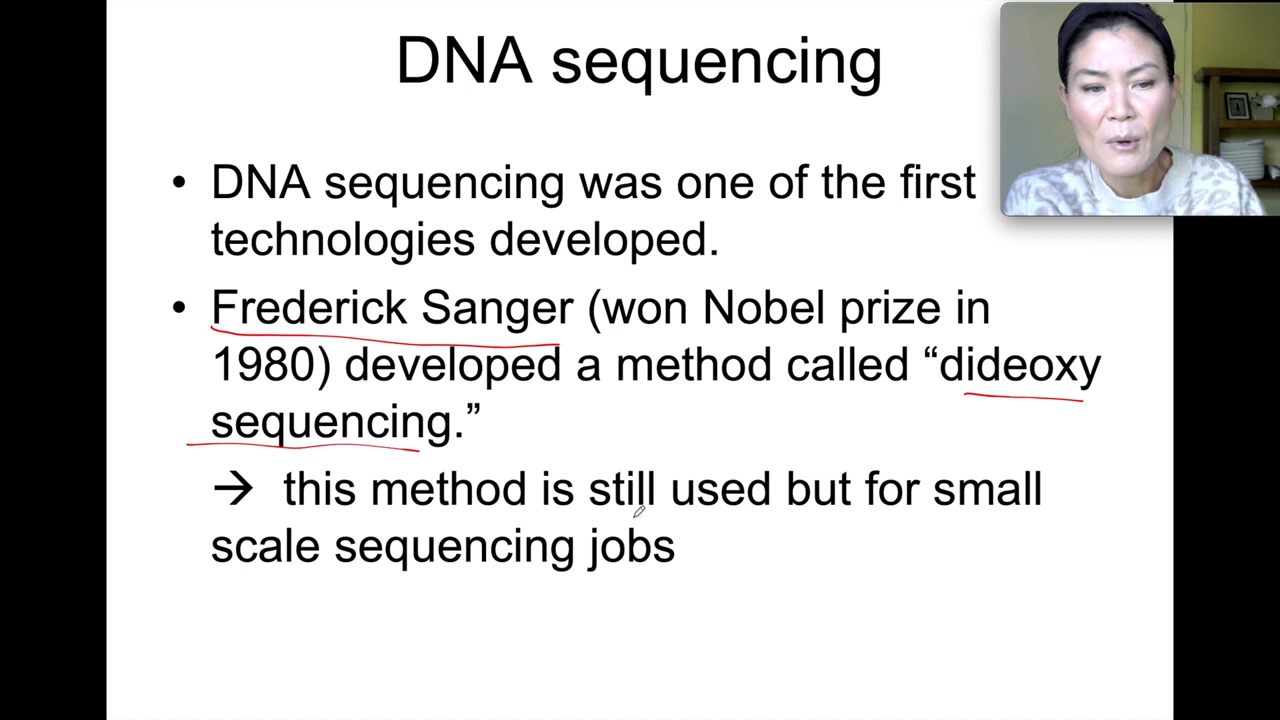 DNA sequencing
• DNA sequencing was one of the first
technologies developed.
• Frederick Sanger (won Nobel prize in
1980) developed a method called “dideoxy
sequencing.”
→ this method is still used but for small
scale sequencing jobs